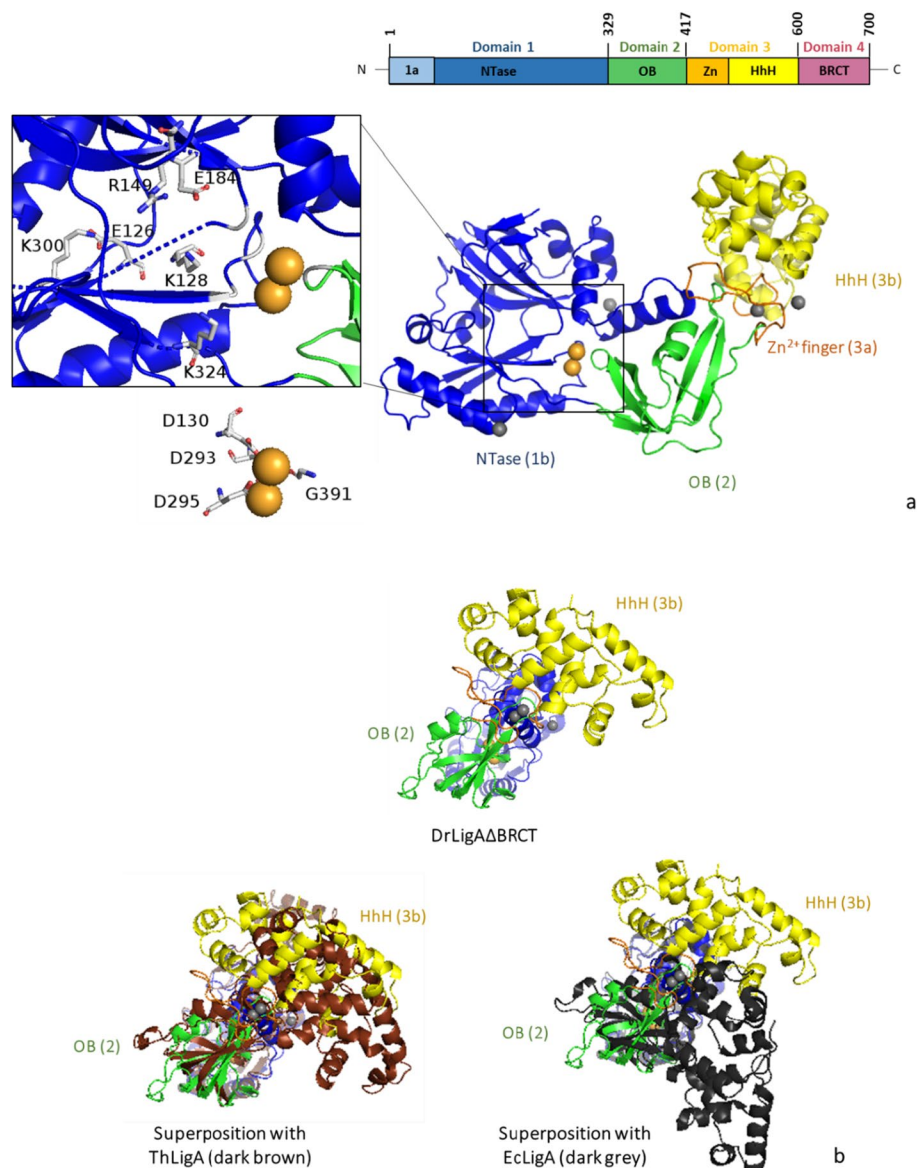 1 329 417 600 700
Domain 1 Domain 2 Domain 3 Domain 4
N 1a NTase OB Zn HhH BRCT C
R149 E184
K300 E126
K128
K324
HhH (3b)
Zn²⁺finger (3a)
D130
D293
D295 G391
NTase (1b)
OB (2)
a
HhH (3b)
OB (2)
DrLigAΔBRCT
HhH (3b)
OB (2)
Superposition with
ThLigA (dark brown)
HhH (3b)
OB (2)
Superposition with
EcLigA (dark grey)
b